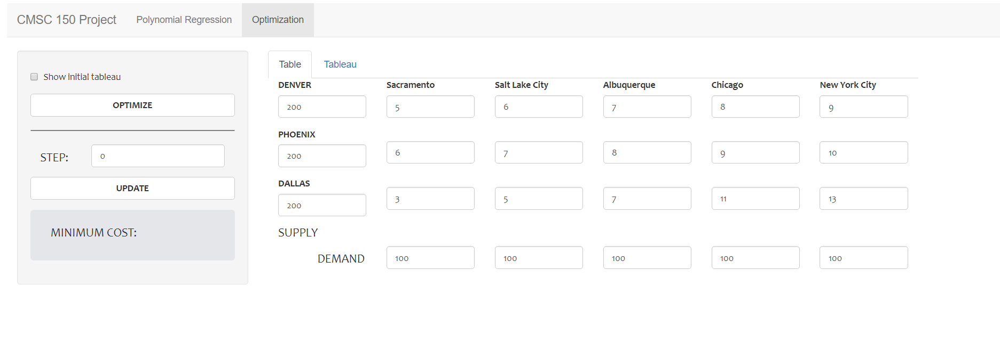 CMSC 150 Project Polynomial Regression Optimization
Show initial tableau
OPTIMIZE
STEP: 0
UPDATE
MINIMUM COST:
Table Tableau
DENVER Sacramento Salt Lake City Albuquerque Chicago New York City
200 5 6 7 8 9
PHOENIX
200 6 7 8 9 10
DALLAS
200 3 5 7 11 13
SUPPLY
DEMAND 100 100 100 100 100